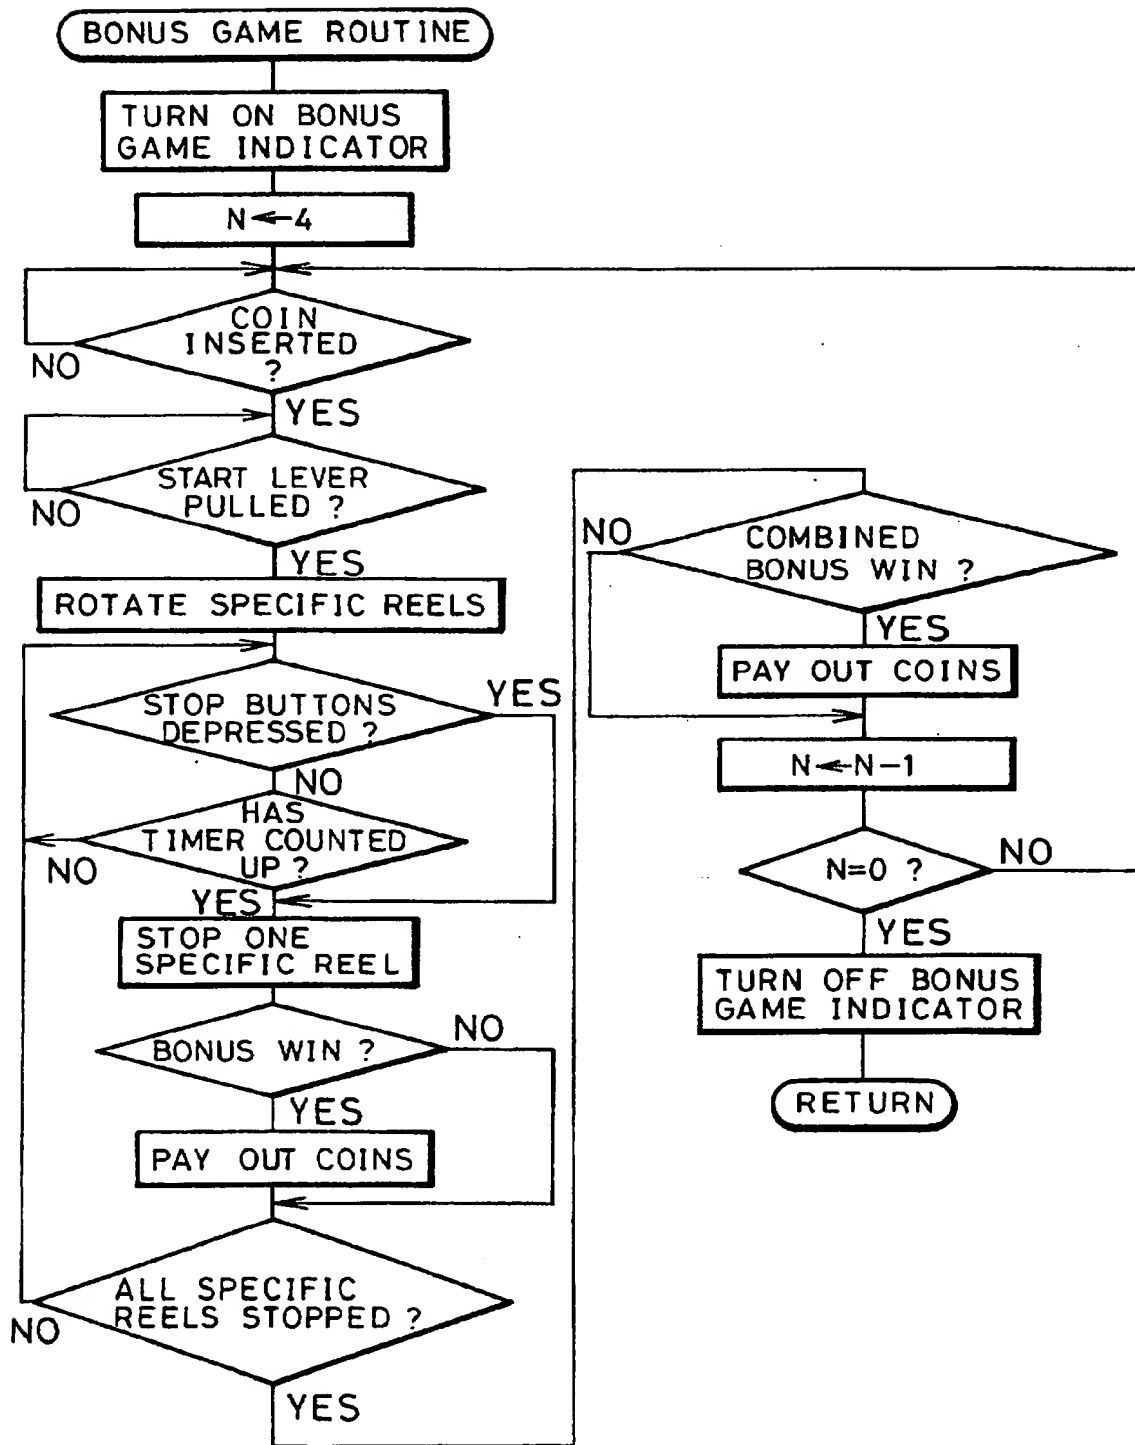 BONUS GAME ROUTINE
TURN ON BONUS
GAME INDICATOR
N←4
COIN
INSERTED
?
NO
YES
START LEVER
PULLED ?
NO
YES
ROTATE SPECIFIC REELS
STOP BUTTONS
DEPRESSED ?
YES
NO
HAS
TIMER COUNTED
UP ?
NO
YES
STOP ONE
SPECIFIC REEL
BONUS WIN ?
NO
YES
PAY OUT COINS
ALL SPECIFIC
REELS STOPPED ?
NO
YES
COMBINED
BONUS WIN ?
NO
YES
PAY OUT COINS
N←N-1
N=0 ?
NO
YES
TURN OFF BONUS
GAME INDICATOR
RETURN